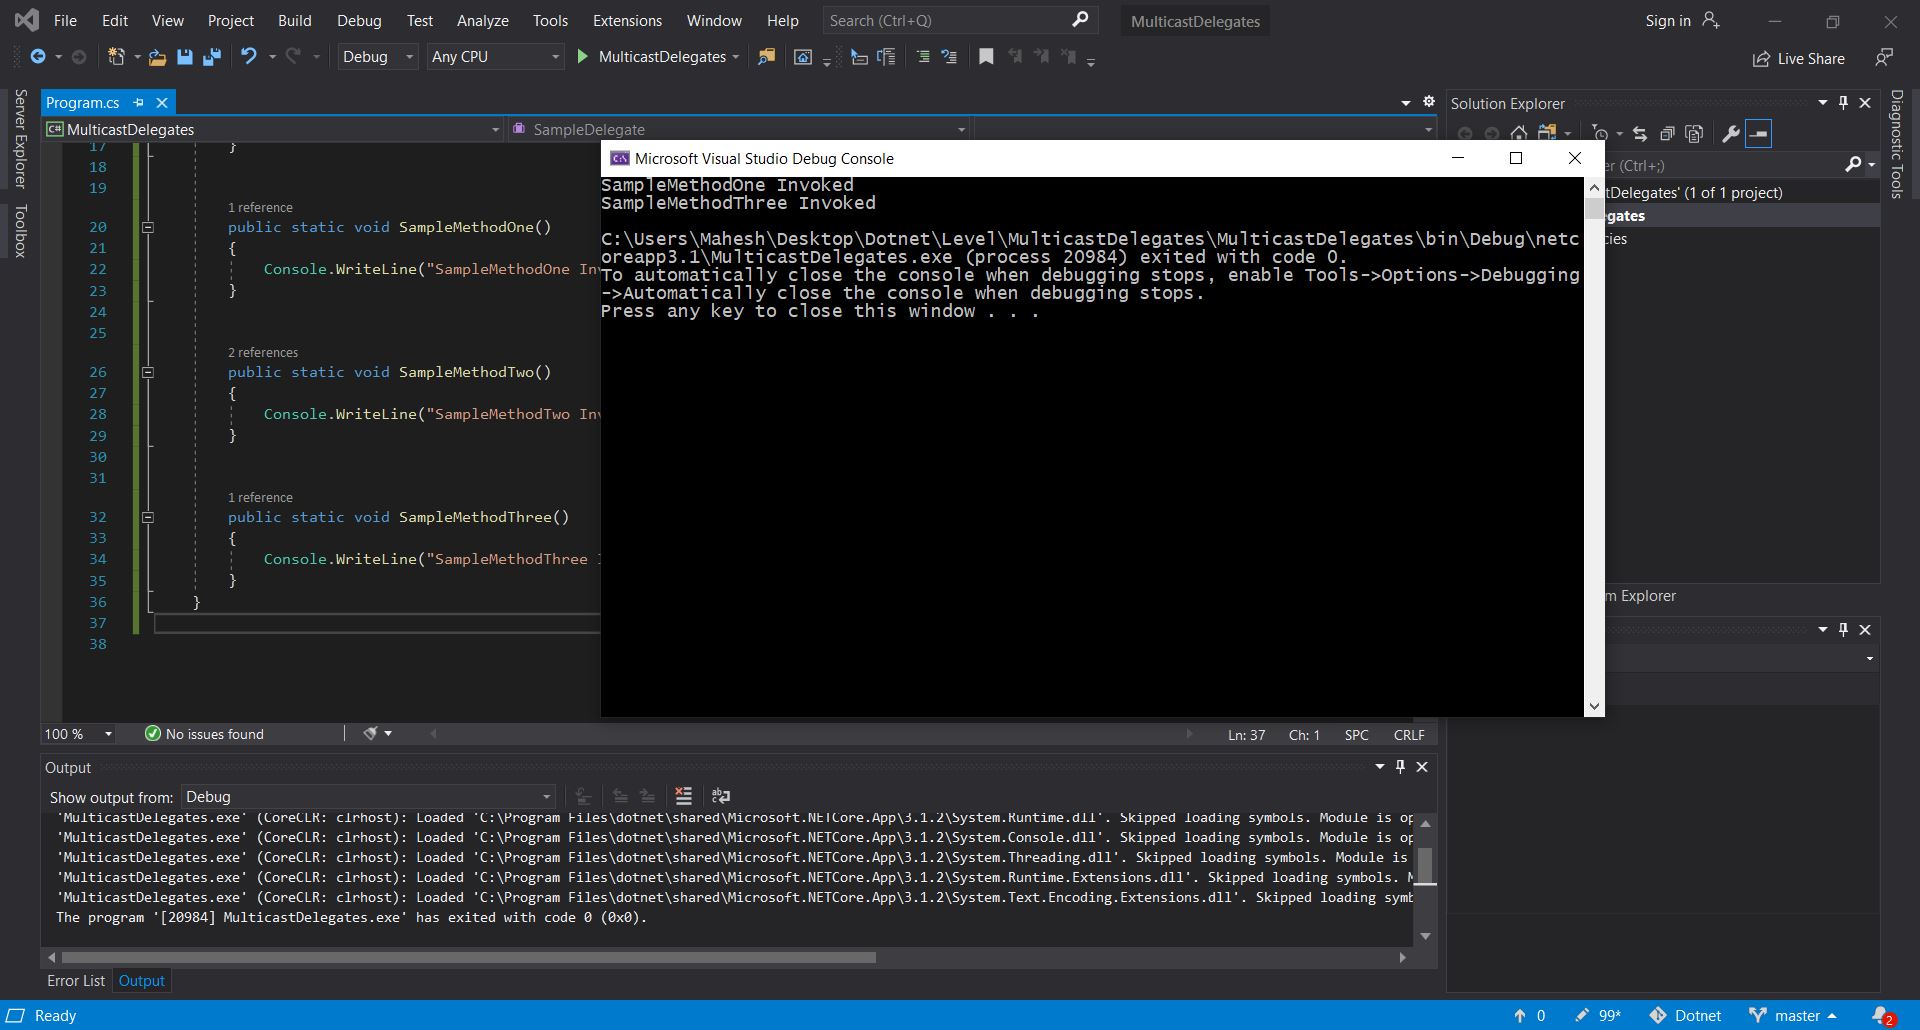 File Edit View Project Build Debug Test Analyze Tools Extensions Window Help Search (Ctrl+Q) MulticastDelegates Sign in
Debug Any CPU MulticastDelegates Live Share
Server Explorer
Toolbox
Program.cs
C# MulticastDelegates SampleDelegate
17 }
18
19
1 reference
20 public static void SampleMethodOne()
21 {
22 Console.WriteLine("SampleMethodOne Inv
23 }
24
25
2 references
26 public static void SampleMethodTwo()
27 {
28 Console.WriteLine("SampleMethodTwo Inv
29 }
30
31
1 reference
32 public static void SampleMethodThree()
33 {
34 Console.WriteLine("SampleMethodThree
35 }
36 }
37
38
100 % No issues found Ln: 37 Ch: 1 SPC CRLF
C:\ Microsoft Visual Studio Debug Console
SampleMethodOne Invoked
SampleMethodThree Invoked
C:\Users\Mahesh\Desktop\Dotnet\Level\MulticastDelegates\MulticastDelegates\bin\Debug\netc
oreapp3.1\MulticastDelegates.exe (process 20984) exited with code 0.
To automatically close the console when debugging stops, enable Tools->Options->Debugging
->Automatically close the console when debugging stops.
Press any key to close this window . . .
Solution Explorer
er (Ctrl+;)
tDelegates' (1 of 1 project)
egates
cies
m Explorer
Diagnostic Tools
Output
Show output from: Debug
'MulticastDelegates.exe' (CoreCLR: clrhost): Loaded 'C:\Program Files\dotnet\shared\Microsoft.NETCore.App\3.1.2\System.Runtime.dll'. Skipped loading symbols. Module is op
'MulticastDelegates.exe' (CoreCLR: clrhost): Loaded 'C:\Program Files\dotnet\shared\Microsoft.NETCore.App\3.1.2\System.Console.dll'. Skipped loading symbols. Module is op
'MulticastDelegates.exe' (CoreCLR: clrhost): Loaded 'C:\Program Files\dotnet\shared\Microsoft.NETCore.App\3.1.2\System.Threading.dll'. Skipped loading symbols. Module is
'MulticastDelegates.exe' (CoreCLR: clrhost): Loaded 'C:\Program Files\dotnet\shared\Microsoft.NETCore.App\3.1.2\System.Runtime.Extensions.dll'. Skipped loading symbols. M
'MulticastDelegates.exe' (CoreCLR: clrhost): Loaded 'C:\Program Files\dotnet\shared\Microsoft.NETCore.App\3.1.2\System.Text.Encoding.Extensions.dll'. Skipped loading symb
The program '[20984] MulticastDelegates.exe' has exited with code 0 (0x0).
Error List Output
Ready 0 99* Dotnet master 2